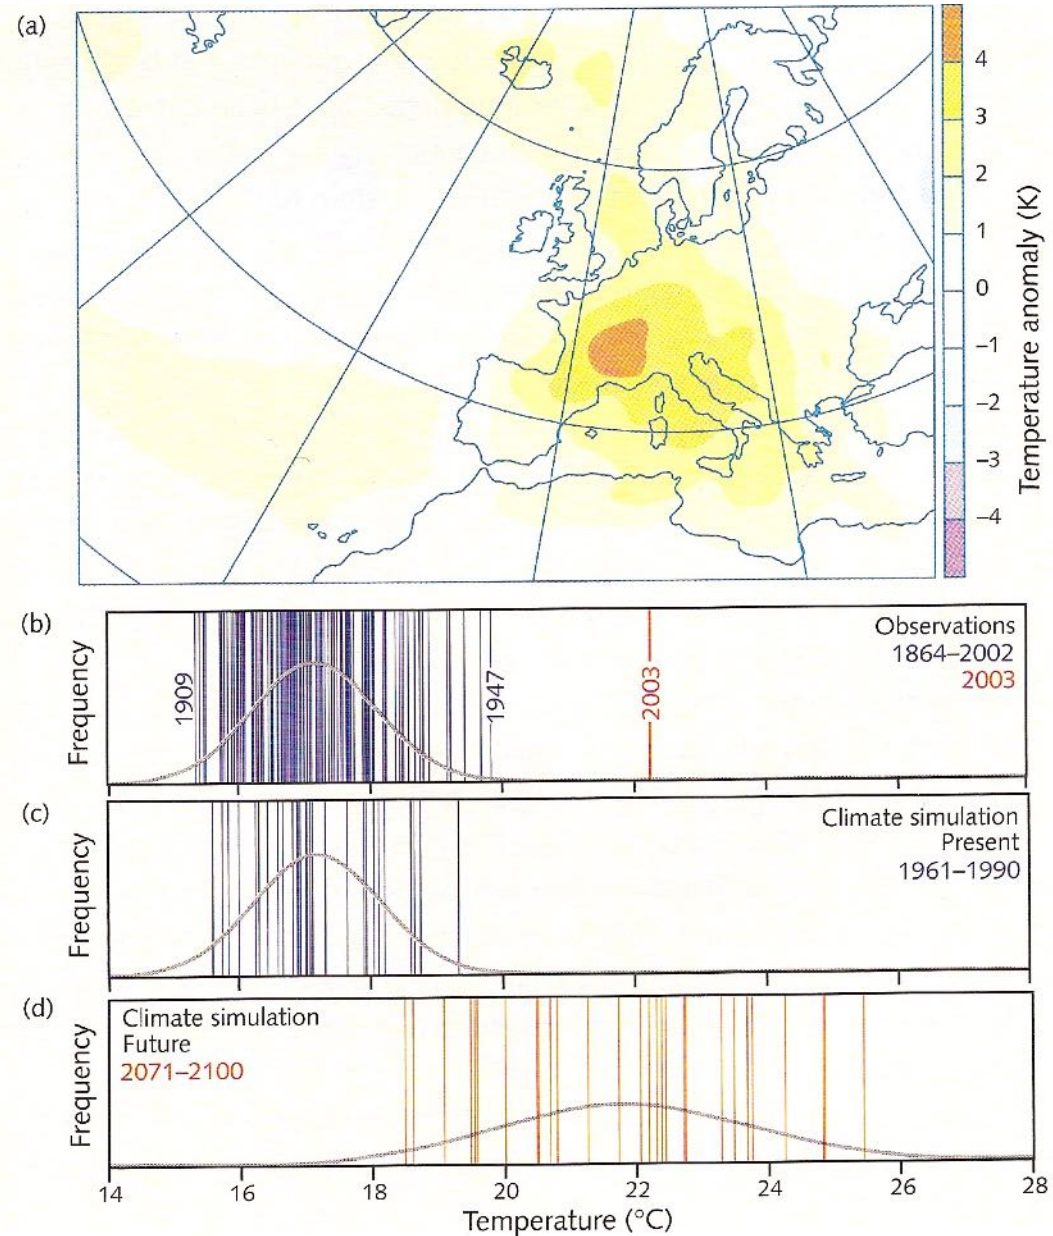 (a)
4
3
2
1
0
–1
–2
–3
–4
Temperature anomaly (K)
(b)
Frequency
1909
1947
2003
Observations
1864–2002
2003
(c)
Frequency
Climate simulation
Present
1961–1990
(d)
Frequency
Climate simulation
Future
2071–2100
14
16
18
20
22
24
26
28
Temperature (°C)